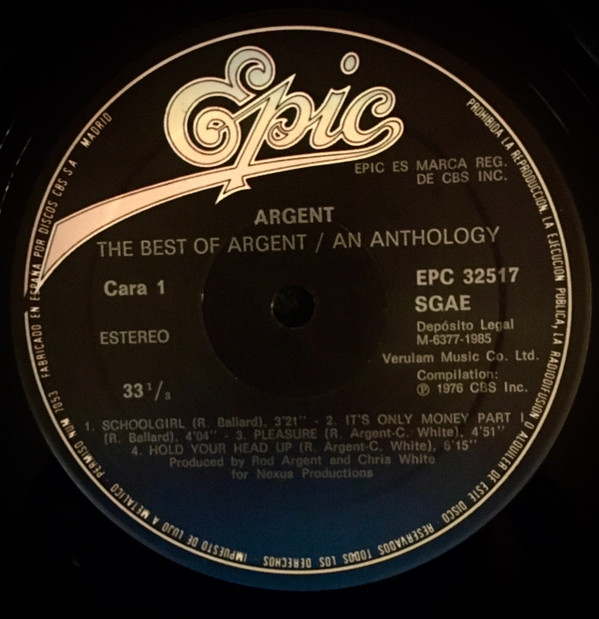 Epic
EPIC ES MARCA REG.
DE CBS INC.
ARGENT
THE BEST OF ARGENT / AN ANTHOLOGY
Cara 1
EPC 32517
SGAE
ESTEREO
Depósito Legal
M-6377-1985
Verulam Music Co. Ltd.
Compilation:
℗ 1976 CBS Inc.
33 1/3
1. SCHOOLGIRL (R. Ballard), 3'21" - 2. IT'S ONLY MONEY PART I
(R. Ballard), 4'04" - 3. PLEASURE (R. Argent-C. White), 4'51"
4. HOLD YOUR HEAD UP (R. Argent-C. White), 6'15"
Produced by Rod Argent and Chris White
for Nexus Productions
PROHIBIDA LA REPRODUCCION, LA EJECUCION PUBLICA, LA RADIODIFUSION O ALQUILER DE ESTE DISCO. RESERVADOS TODOS LOS DERECHOS - IMPUESTO DE LUJO A METALICO - PERMISO NUM 7053 FABRICADO EN ESPAÑA POR DISCOS CBS S.A. MADRID